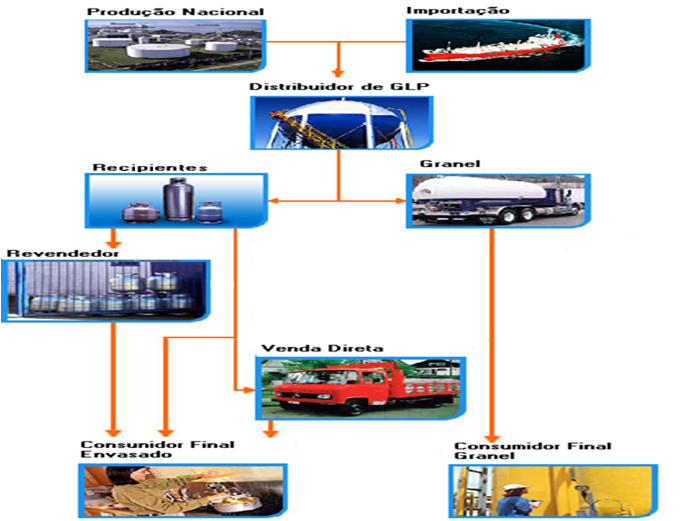 Produção Nacional
Importação
Distribuidor de GLP
Recipientes
Granel
Revendedor
Venda Direta
Consunidor Final
Envasado
Consumidor Final
Granel